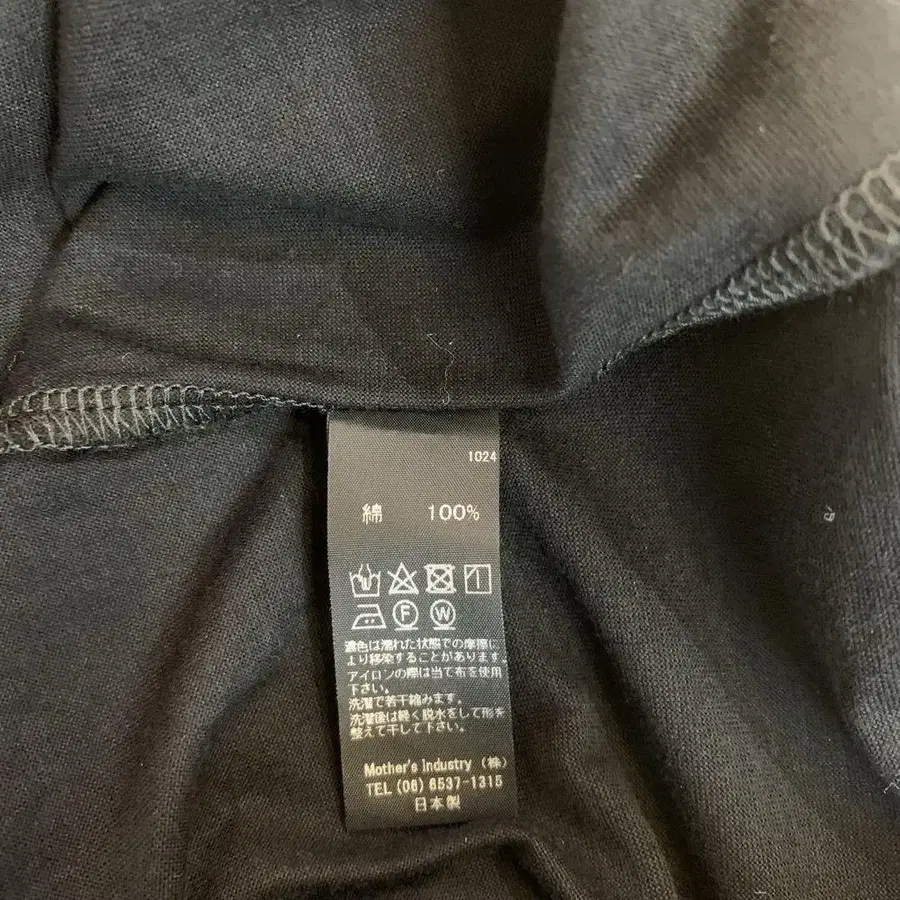 1024
綿 100%
F W
濃色は濡れた状態での摩擦に
より移染することがあります。
アイロンの際は当て布を使用
下さい。
洗濯で若干縮みます。
洗濯後は軽く脱水をして形を
整えて干して下さい。
Mother's Industry (株)
TEL (06) 6537-1315
日本製